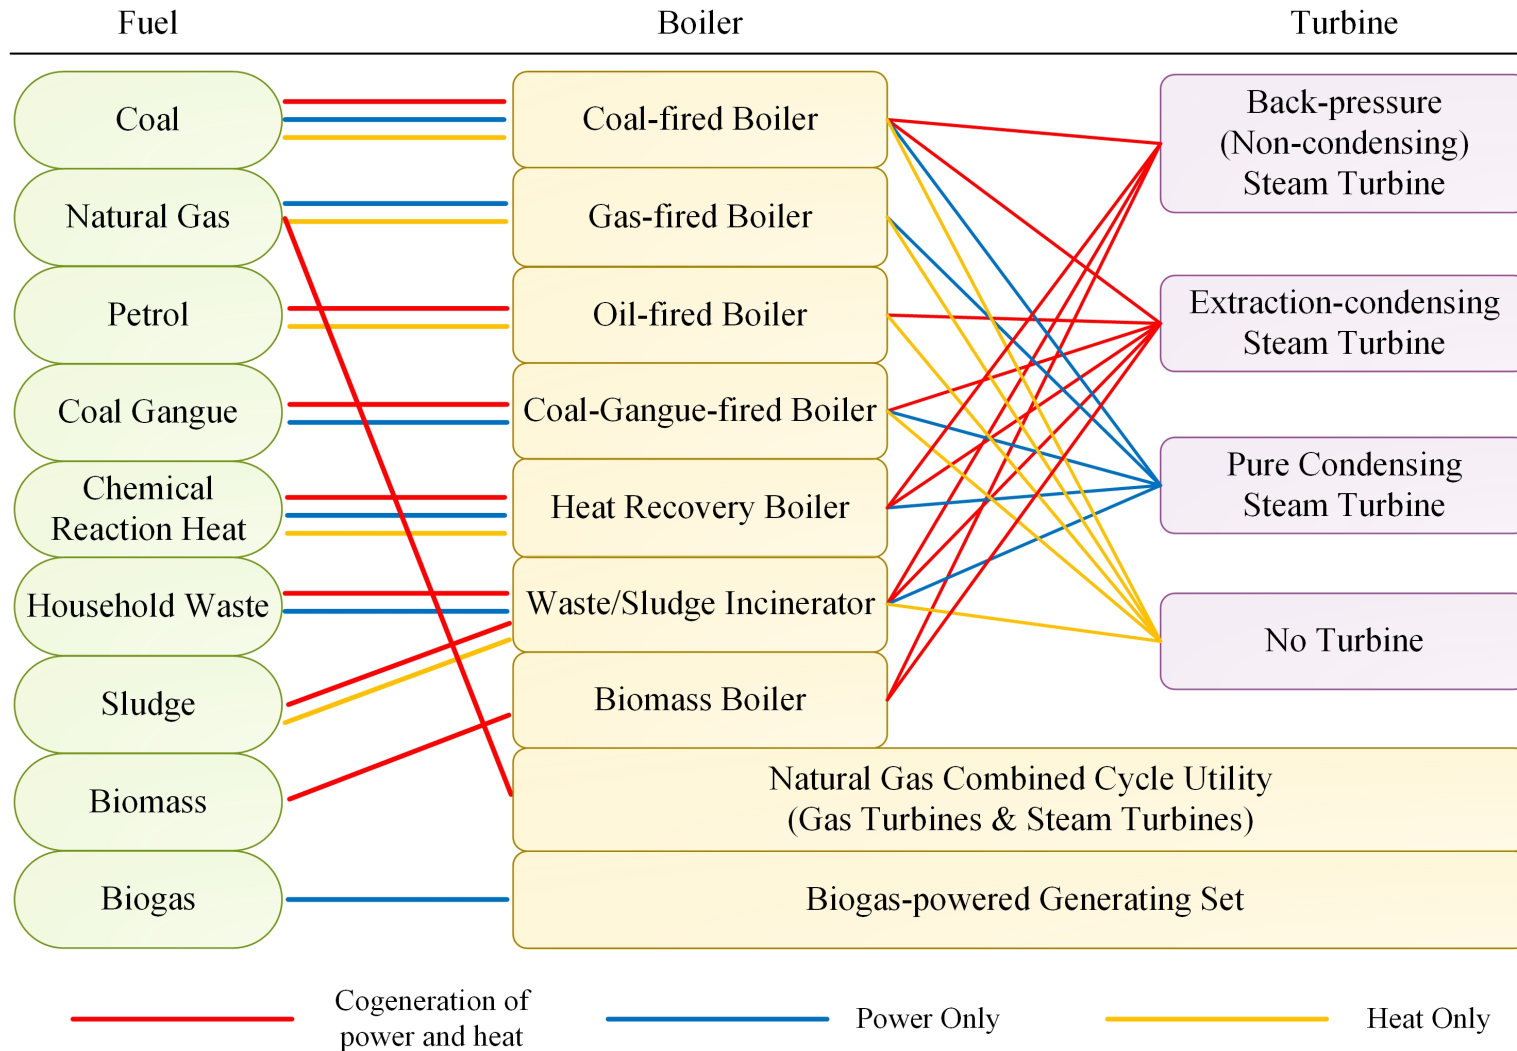 Fuel
Boiler
Turbine
Coal
Natural Gas
Petrol
Coal Gangue
Chemical
Reaction Heat
Household Waste
Sludge
Biomass
Biogas
Coal-fired Boiler
Gas-fired Boiler
Oil-fired Boiler
Coal-Gangue-fired Boiler
Heat Recovery Boiler
Waste/Sludge Incinerator
Biomass Boiler
Natural Gas Combined Cycle Utility
(Gas Turbines & Steam Turbines)
Biogas-powered Generating Set
Back-pressure
(Non-condensing)
Steam Turbine
Extraction-condensing
Steam Turbine
Pure Condensing
Steam Turbine
No Turbine
Cogeneration of
power and heat
Power Only
Heat Only